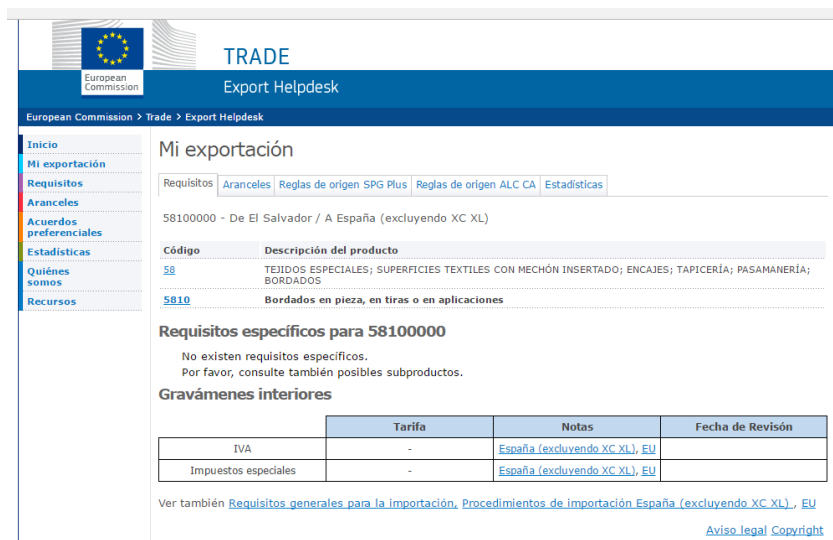 TRADE
European
Commission
Export Helpdesk
European Commission > Trade > Export Helpdesk
Inicio
Mi exportación
Requisitos
Aranceles
Acuerdos
preferenciales
Estadísticas
Quiénes
somos
Recursos
Mi exportación
Requisitos Aranceles Reglas de origen SPG Plus Reglas de origen ALC CA Estadísticas
58100000 - De El Salvador / A España (excluyendo XC XL)
Código Descripción del producto
58 TEJIDOS ESPECIALES; SUPERFICIES TEXTILES CON MECHÓN INSERTADO; ENCAJES; TAPICERÍA; PASAMANERÍA;
BORDADOS
5810 Bordados en pieza, en tiras o en aplicaciones
Requisitos específicos para 58100000
No existen requisitos específicos.
Por favor, consulte también posibles subproductos.
Gravámenes interiores
Tarifa Notas Fecha de Revisón
IVA - España (excluyendo XC XL), EU
Impuestos especiales - España (excluyendo XC XL), EU
Ver también Requisitos generales para la importación, Procedimientos de importación España (excluyendo XC XL) , EU
Aviso legal Copyright